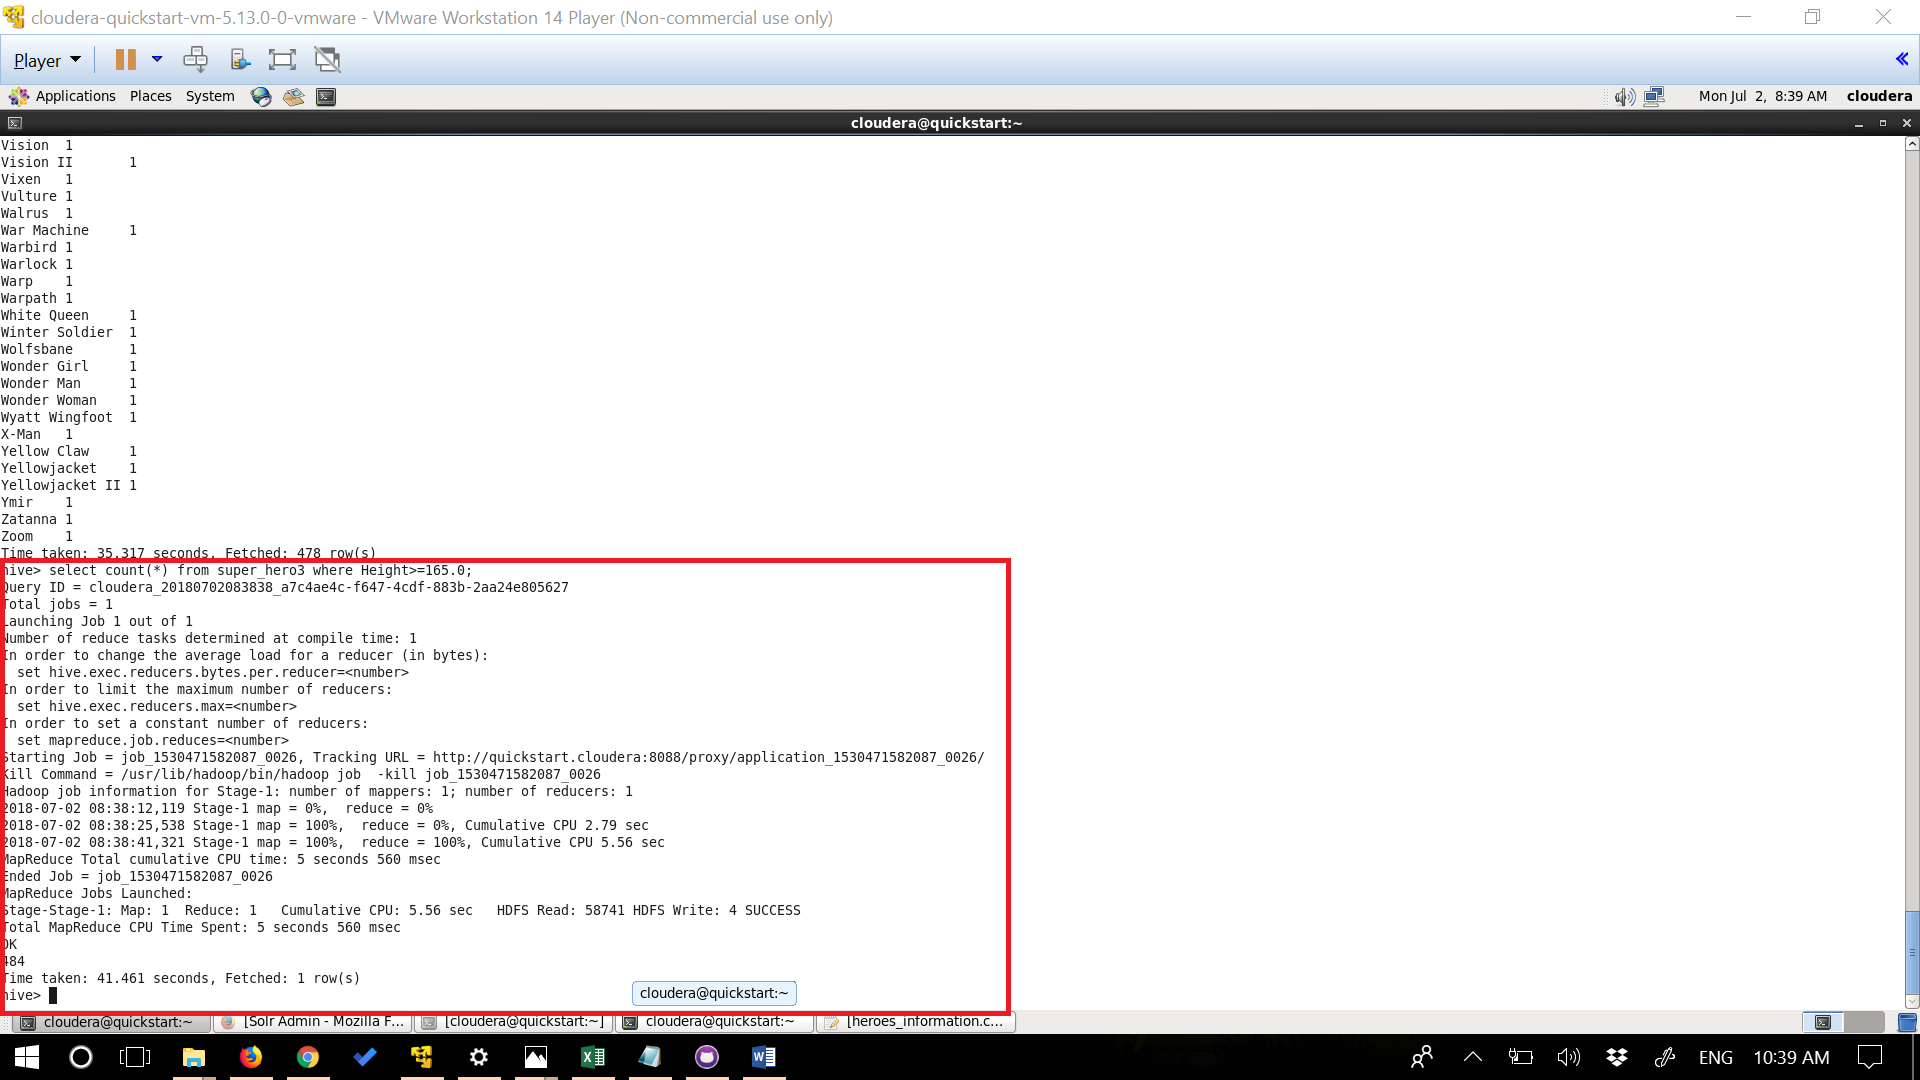 cloudera-quickstart-vm-5.13.0-0-vmware - VMware Workstation 14 Player (Non-commercial use only)
Player
Applications Places System Mon Jul 2, 8:39 AM cloudera
cloudera@quickstart:~
Vision 1
Vision II 1
Vixen 1
Vulture 1
Walrus 1
War Machine 1
Warbird 1
Warlock 1
Warp 1
Warpath 1
White Queen 1
Winter Soldier 1
Wolfsbane 1
Wonder Girl 1
Wonder Man 1
Wonder Woman 1
Wyatt Wingfoot 1
X-Man 1
Yellow Claw 1
Yellowjacket 1
Yellowjacket II 1
Ymir 1
Zatanna 1
Zoom 1
Time taken: 35.317 seconds, Fetched: 478 row(s)
hive> select count(*) from super_hero3 where Height>=165.0;
Query ID = cloudera_20180702083838_a7c4ae4c-f647-4cdf-883b-2aa24e805627
Total jobs = 1
Launching Job 1 out of 1
Number of reduce tasks determined at compile time: 1
In order to change the average load for a reducer (in bytes):
set hive.exec.reducers.bytes.per.reducer=<number>
In order to limit the maximum number of reducers:
set hive.exec.reducers.max=<number>
In order to set a constant number of reducers:
set mapreduce.job.reduces=<number>
Starting Job = job_1530471582087_0026, Tracking URL = http://quickstart.cloudera:8088/proxy/application_1530471582087_0026/
Kill Command = /usr/lib/hadoop/bin/hadoop job  -kill job_1530471582087_0026
Hadoop job information for Stage-1: number of mappers: 1; number of reducers: 1
2018-07-02 08:38:12,119 Stage-1 map = 0%,  reduce = 0%
2018-07-02 08:38:25,538 Stage-1 map = 100%,  reduce = 0%, Cumulative CPU 2.79 sec
2018-07-02 08:38:41,321 Stage-1 map = 100%,  reduce = 100%, Cumulative CPU 5.56 sec
MapReduce Total cumulative CPU time: 5 seconds 560 msec
Ended Job = job_1530471582087_0026
MapReduce Jobs Launched:
Stage-Stage-1: Map: 1  Reduce: 1   Cumulative CPU: 5.56 sec   HDFS Read: 58741 HDFS Write: 4 SUCCESS
Total MapReduce CPU Time Spent: 5 seconds 560 msec
OK
484
Time taken: 41.461 seconds, Fetched: 1 row(s)
hive>
cloudera@quickstart:~
cloudera@quickstart:~ [Solr Admin - Mozilla F... [cloudera@quickstart:~] cloudera@quickstart:~ [heroes_information.c...
ENG 10:39 AM